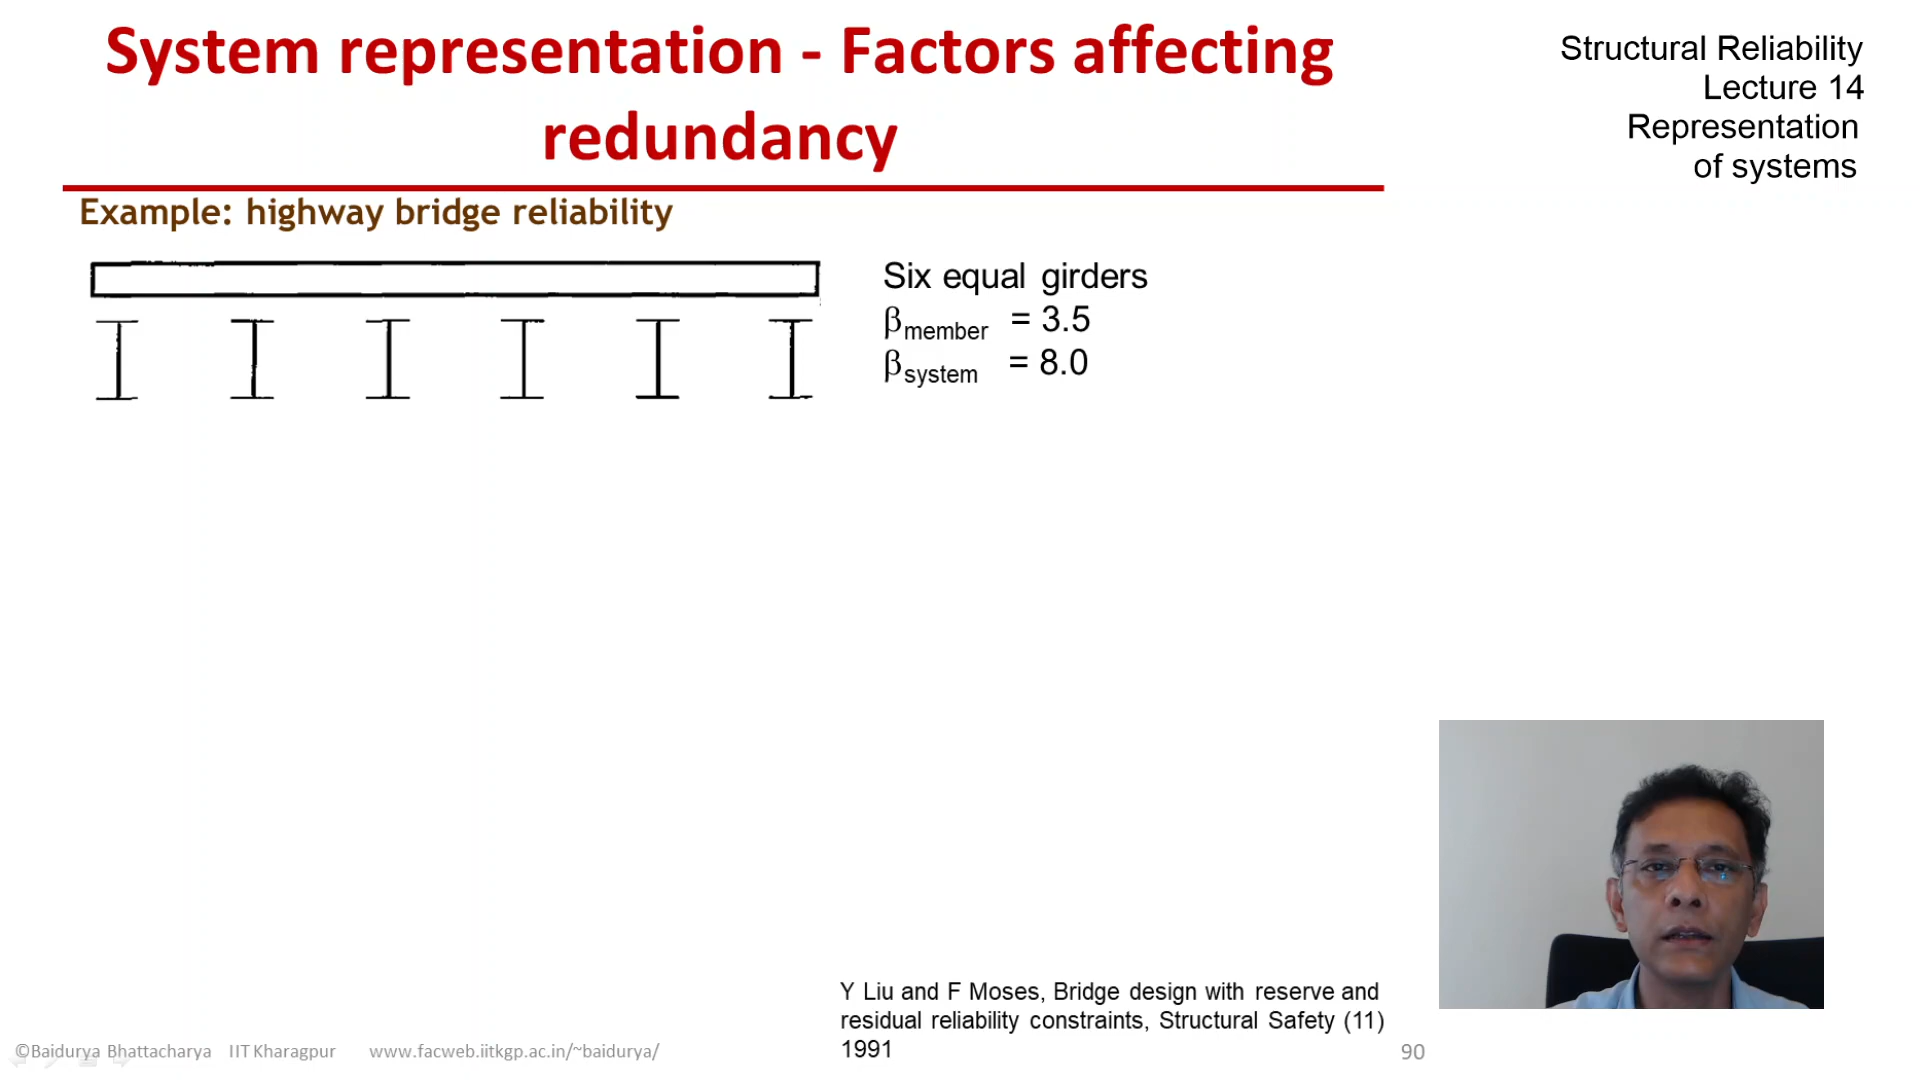 System representation - Factors affecting
redundancy
Structural Reliability
Lecture 14
Representation
of systems
Example: highway bridge reliability
Six equal girders
βmember = 3.5
βsystem = 8.0
Y Liu and F Moses, Bridge design with reserve and
residual reliability constraints, Structural Safety (11)
1991
©Baidurya Bhattacharya IIT Kharagpur www.facweb.iitkgp.ac.in/~baidurya/
90